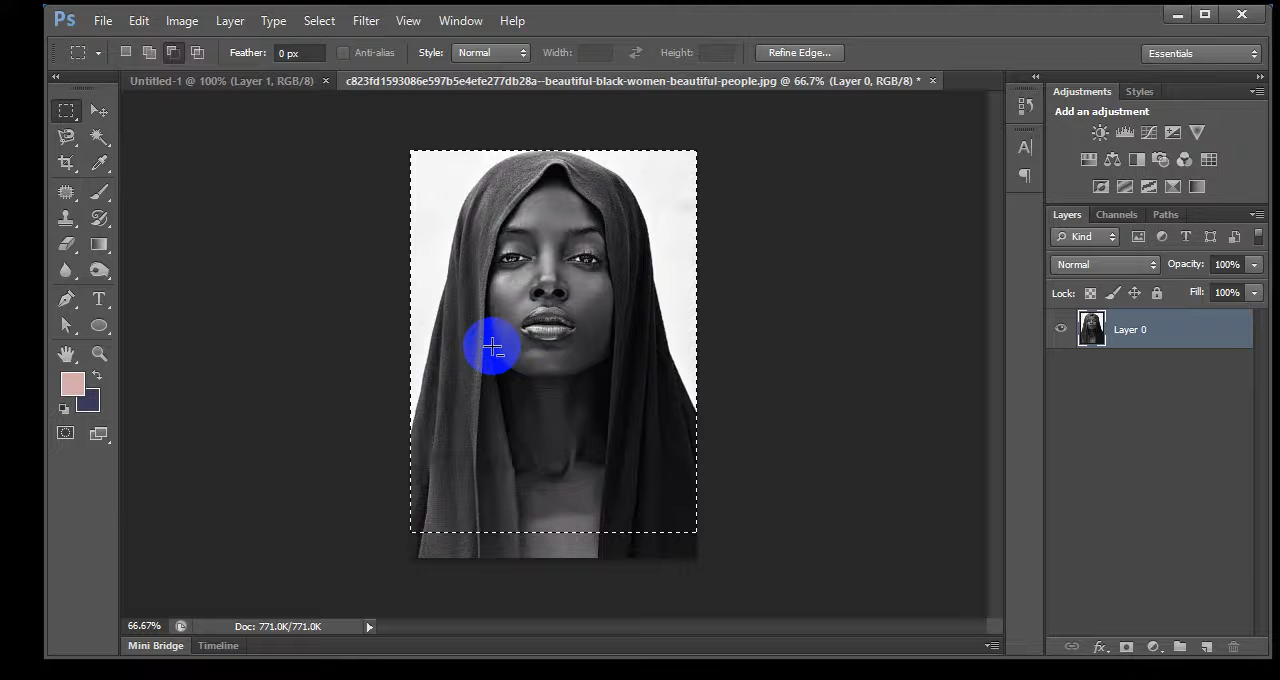 Ps File Edit Image Layer Type Select Filter View Window Help
Feather: 0 px Anti-alias Style: Normal Width: Height: Refine Edge... Essentials
Untitled-1 @ 100% (Layer 1, RGB/8) × c823fd1593086e597b5e4efe277db28a--beautiful-black-women-beautiful-people.jpg @ 66.7% (Layer 0, RGB/8) * ×
Adjustments Styles
Add an adjustment
Layers Channels Paths
Kind
Normal Opacity: 100%
Lock: Fill: 100%
Layer 0
66.67% Doc: 771.0K/771.0K
Mini Bridge Timeline